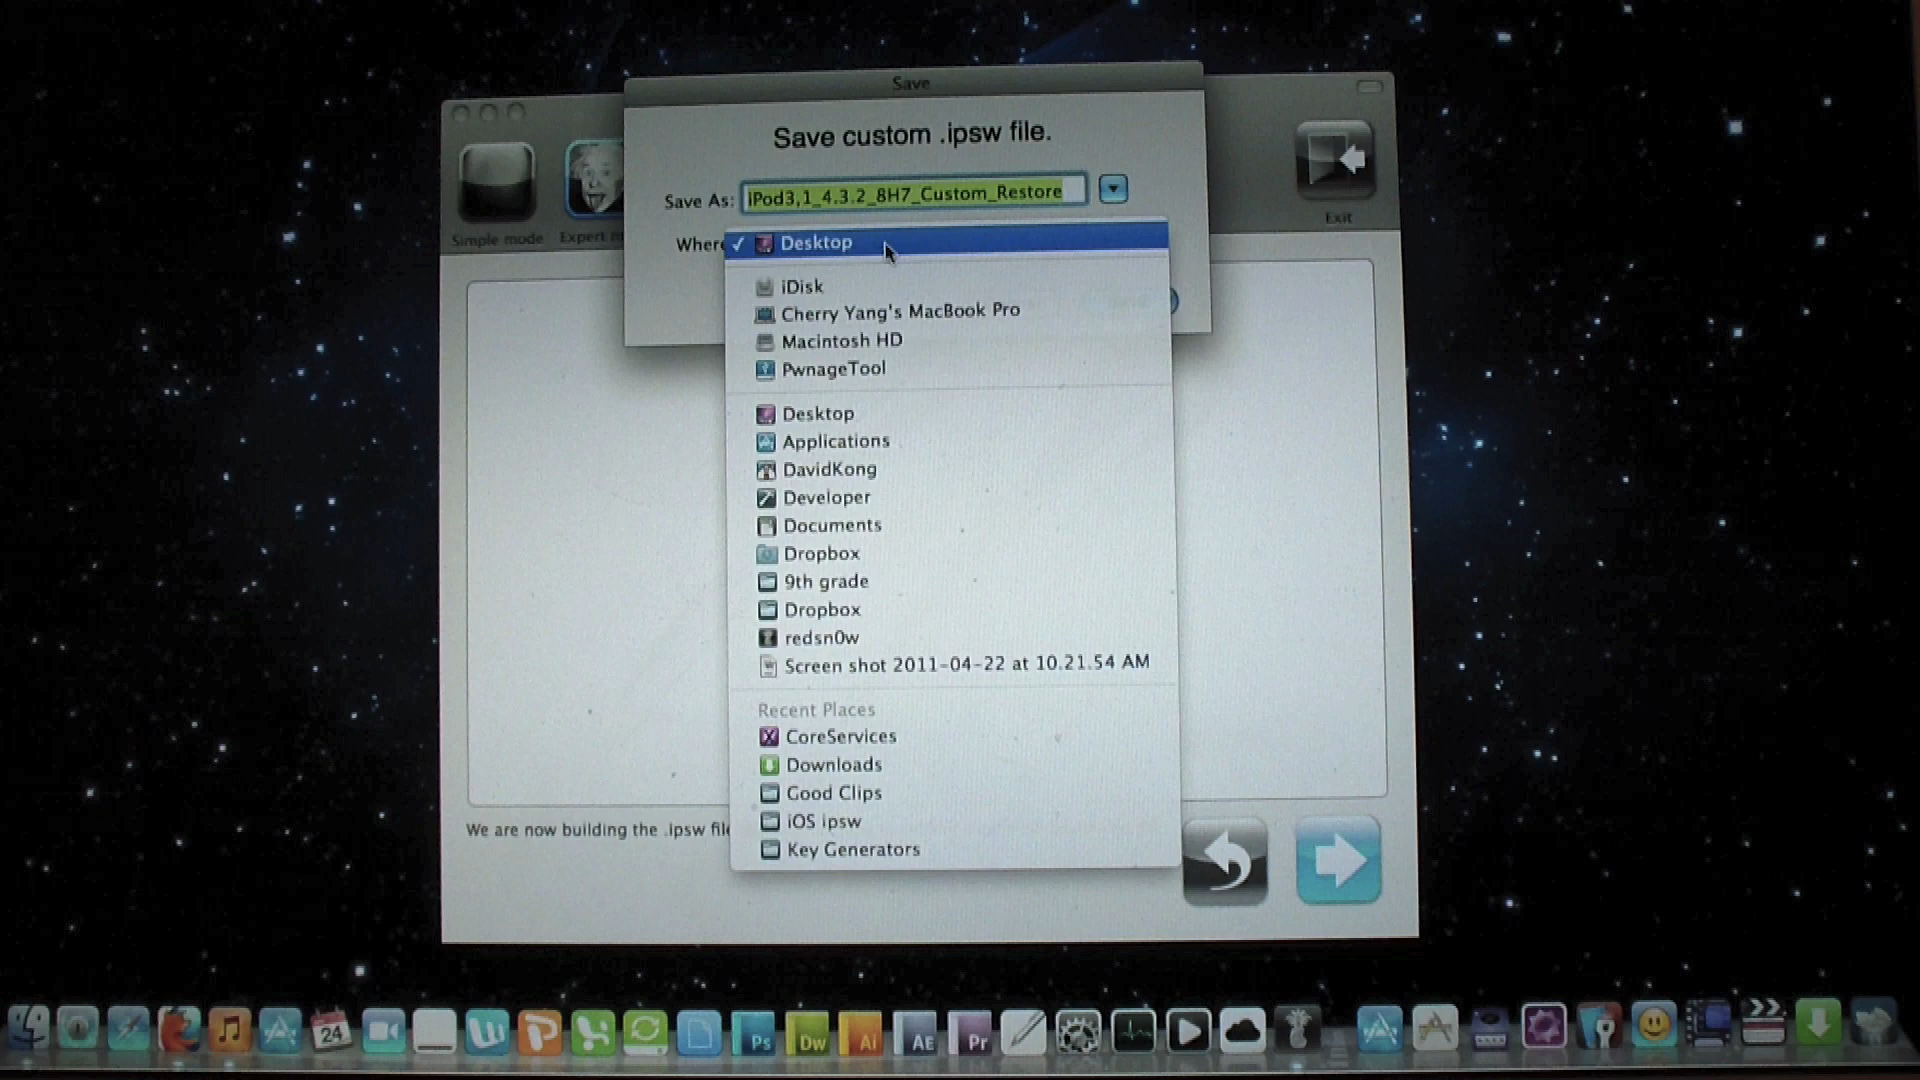 Save
Save custom .ipsw file.
Save As: iPod3,1_4.3.2_8H7_Custom_Restore
Simple mode
Expert
Exit
Where
✓ Desktop
iDisk
Cherry Yang's MacBook Pro
Macintosh HD
PwnageTool
Desktop
Applications
DavidKong
Developer
Documents
Dropbox
9th grade
Dropbox
redsn0w
Screen shot 2011-04-22 at 10.21.54 AM
Recent Places
CoreServices
Downloads
Good Clips
iOS ipsw
Key Generators
We are now building the .ipsw file
24
Ps
Dw
Ai
AE
Pr